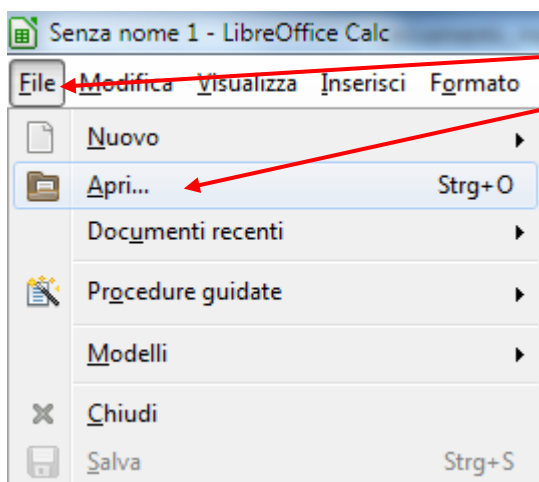 Senza nome 1 - LibreOffice Calc
File Modifica Visualizza Inserisci Formato
Nuovo
Apri... Strg+O
Documenti recenti
Procedure guidate
Modelli
Chiudi
Salva Strg+S